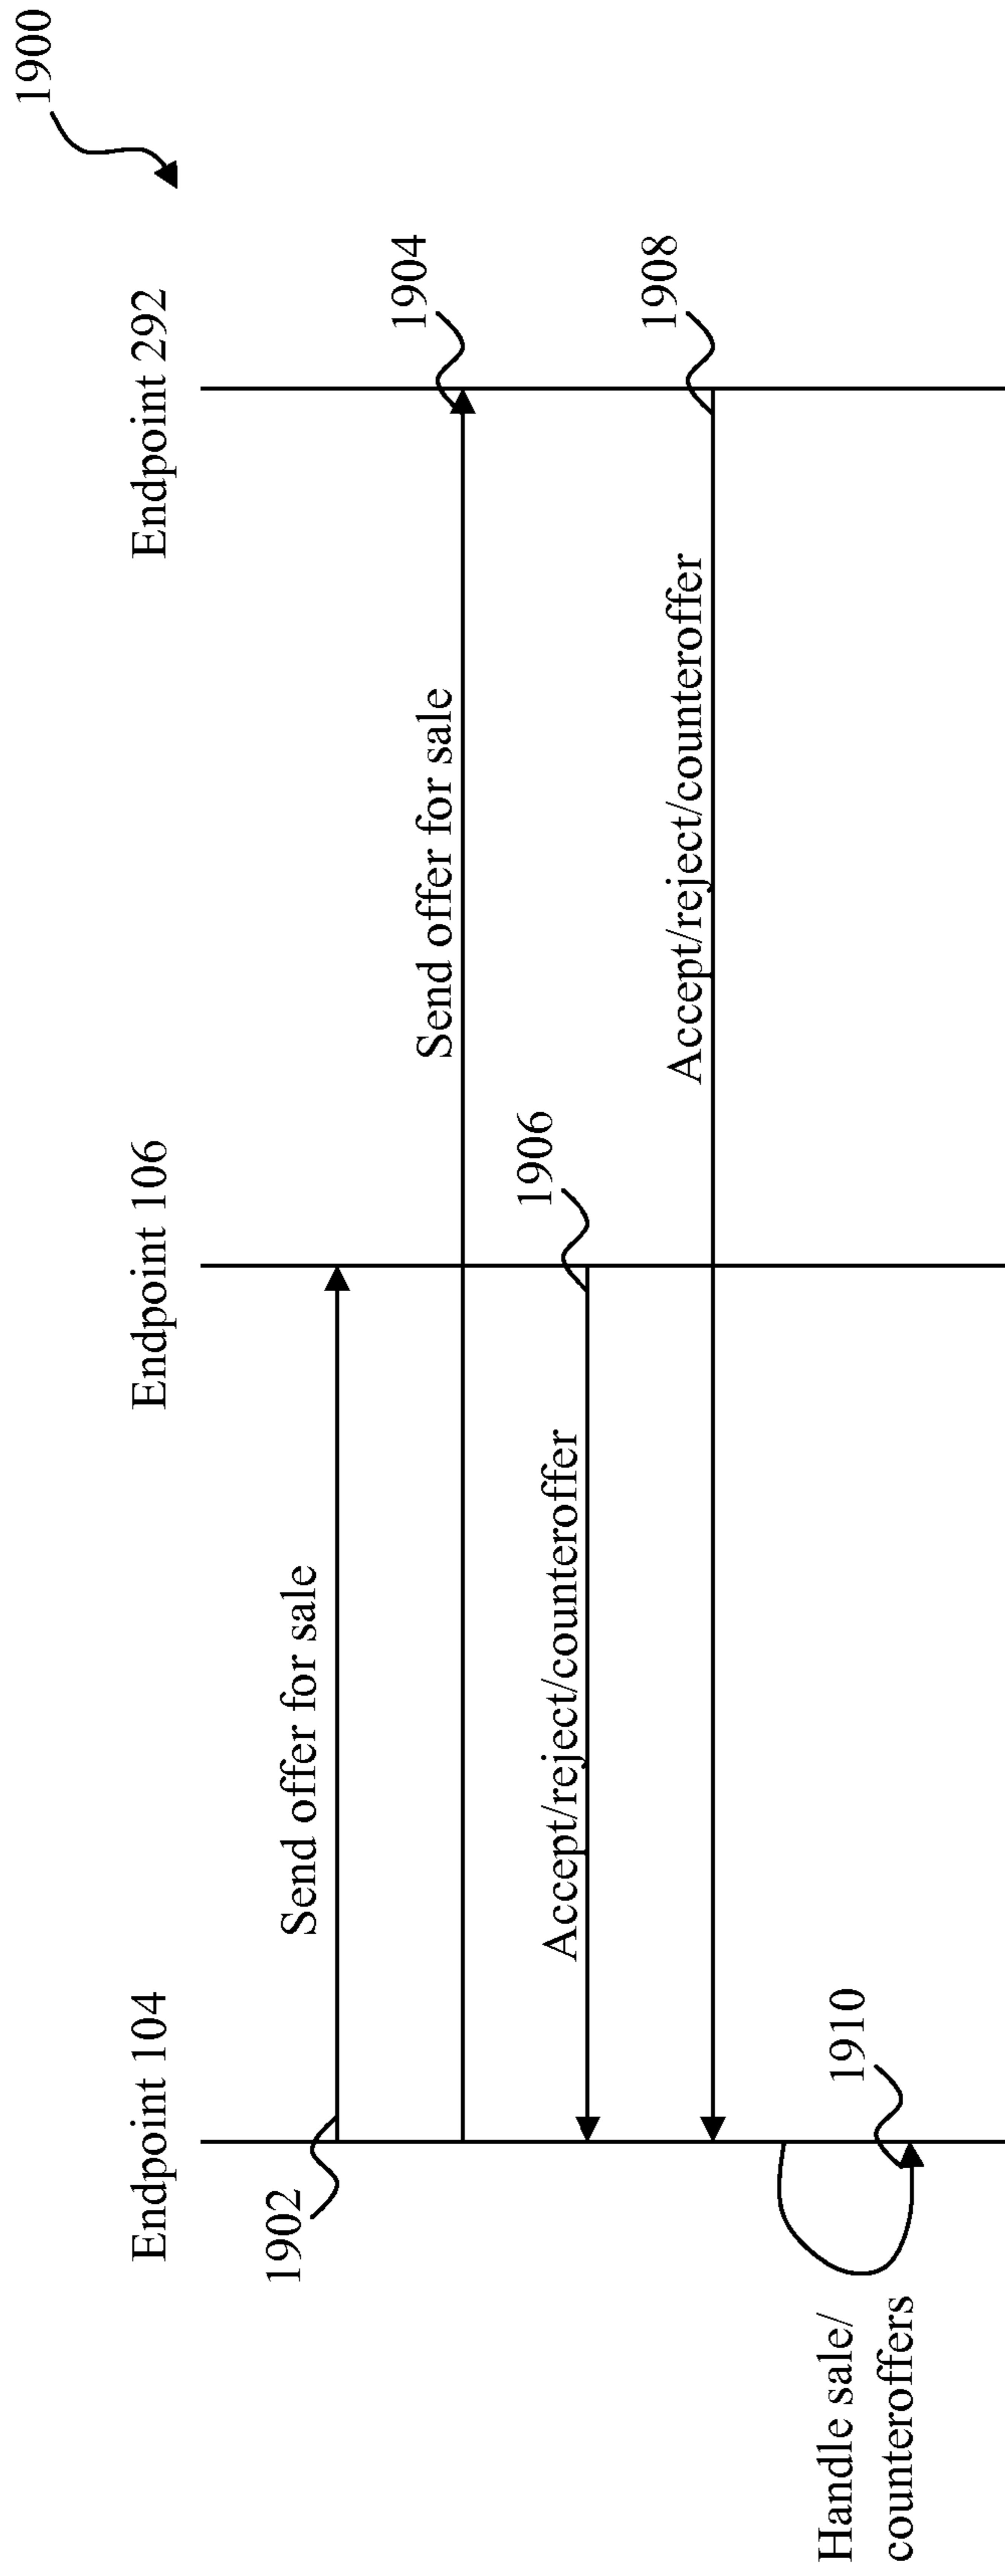 1900
Endpoint 104
Endpoint 106
Endpoint 292
1902
Send offer for sale
Send offer for sale
1904
Accept/reject/counteroffer
1906
Accept/reject/counteroffer
1908
Handle sale/
counteroffers
1910